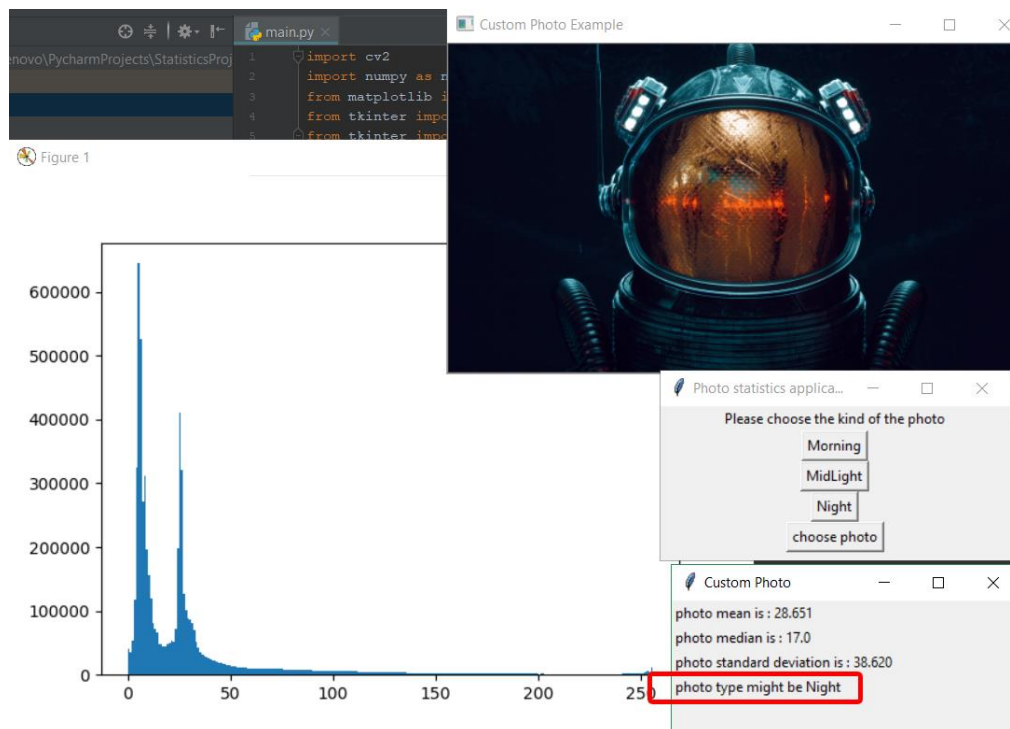 main.py
Custom Photo Example
enovo\PycharmProjects\StatisticsProj
1 import cv2
2 import numpy as n
3 from matplotlib i
4 from tkinter impo
5 from tkinter impo
Figure 1
600000
500000
400000
300000
200000
100000
0
0 50 100 150 200 250
Photo statistics applica...
Please choose the kind of the photo
Morning
MidLight
Night
choose photo
Custom Photo
photo mean is : 28.651
photo median is : 17.0
photo standard deviation is : 38.620
photo type might be Night